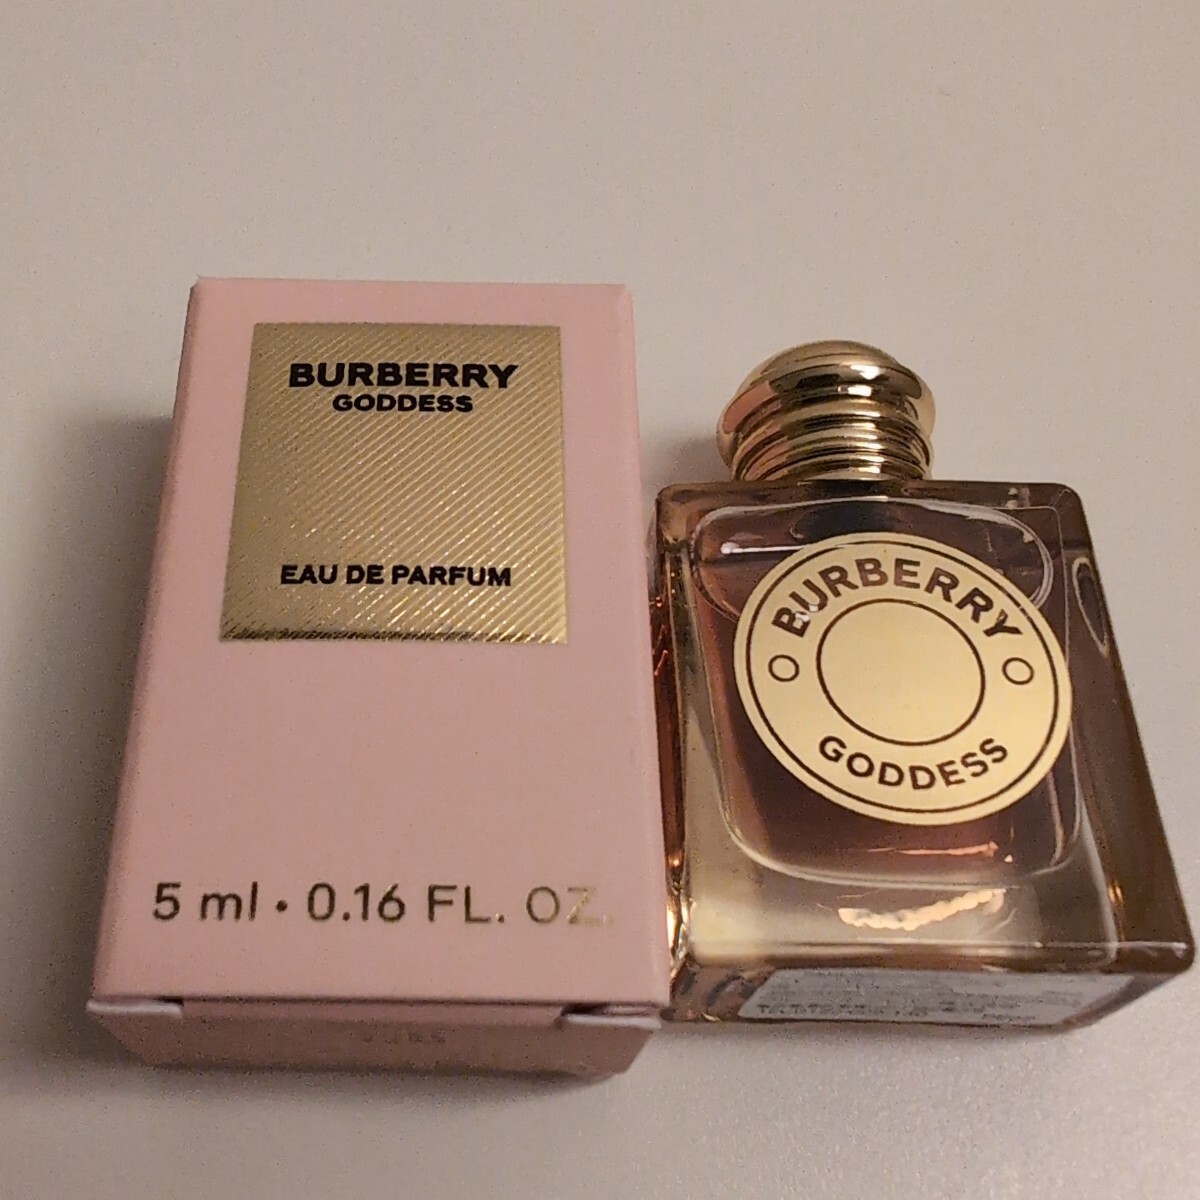 BURBERRY
GODDESS
EAU DE PARFUM
5 ml • 0.16 FL. OZ.
BURBERRY
GODDESS